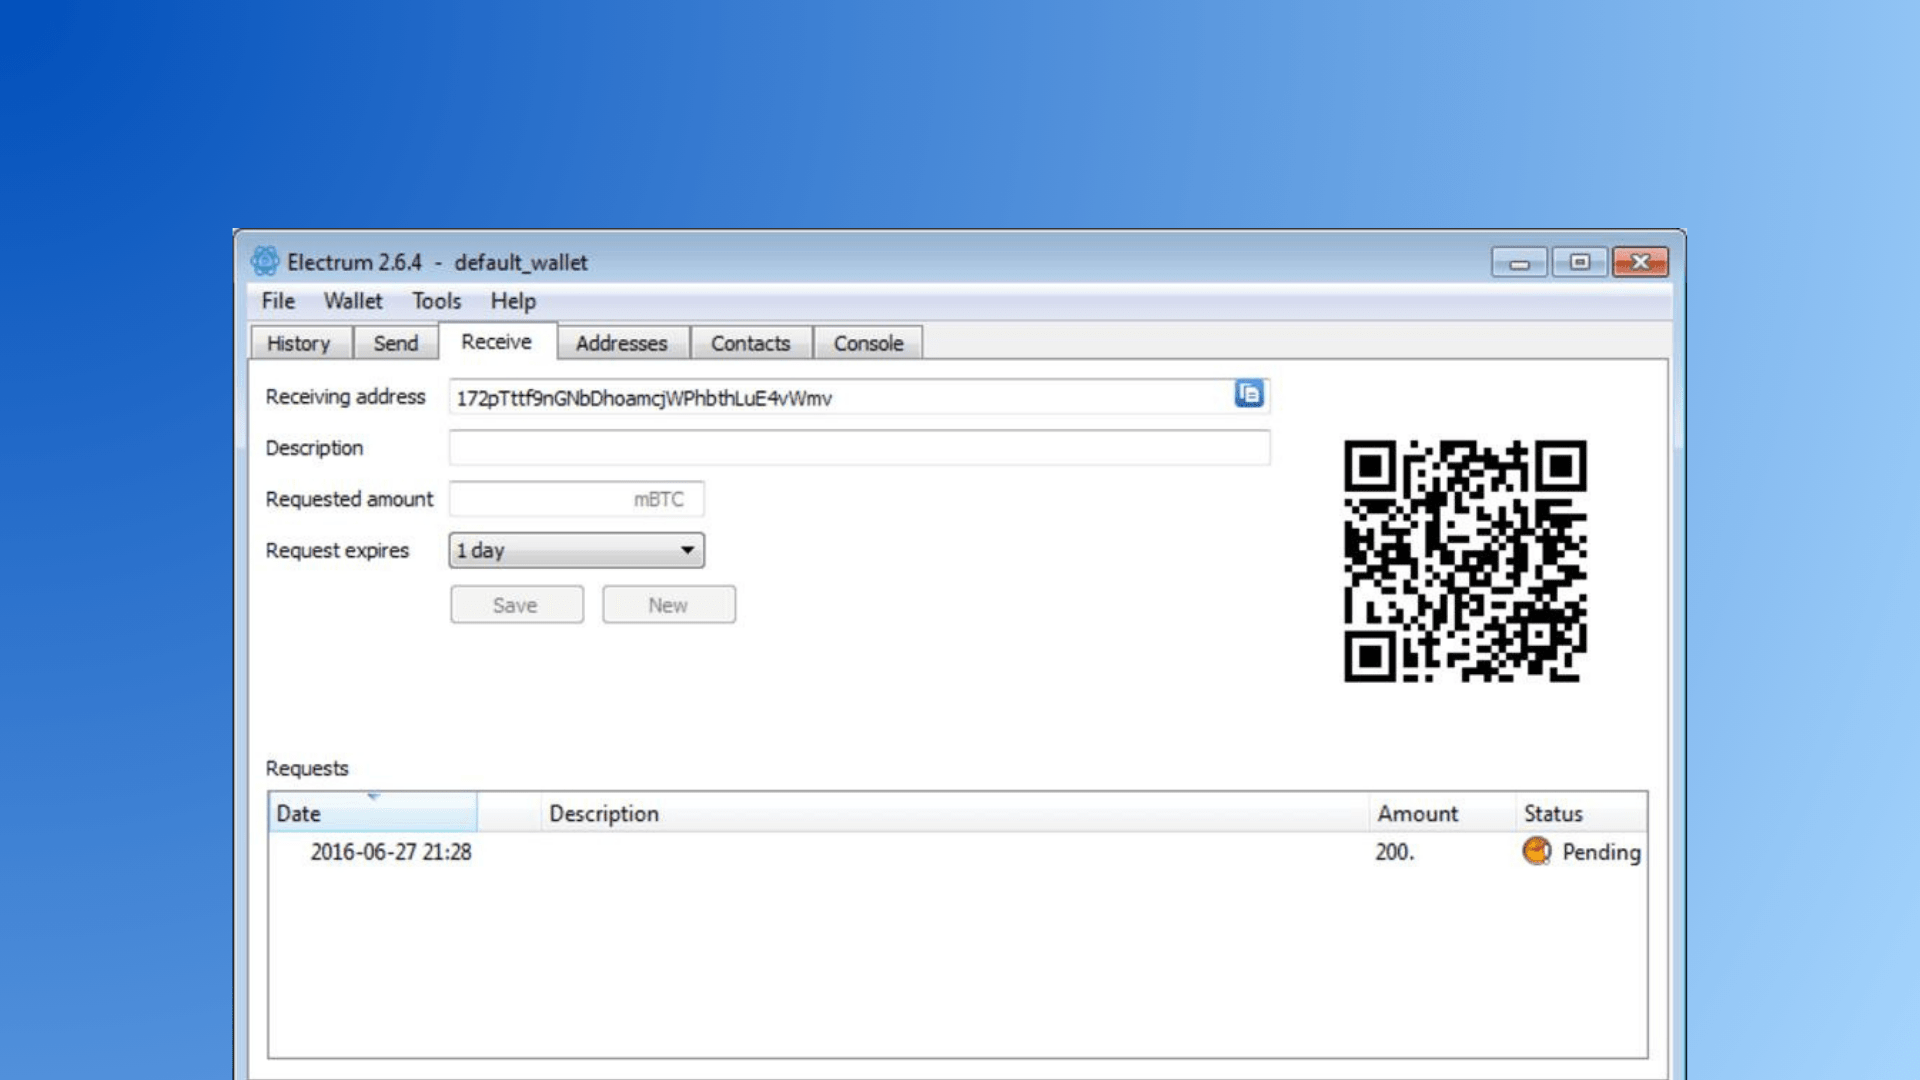 Electrum 2.6.4 - default_wallet
File Wallet Tools Help
History Send Receive Addresses Contacts Console
Receiving address 172pTttf9nGNbDhoamcjWPhbthLuE4vWmv
Description
Requested amount mBTC
Request expires 1 day
Save New
Requests
Date Description Amount Status
2016-06-27 21:28 200. Pending